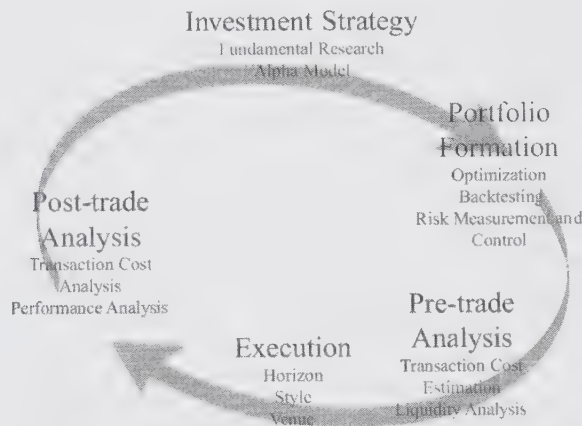 Investment Strategy
Fundamental Research
Alpha Model
Portfolio
Formation
Optimization
Backtesting
Risk Measurement and
Control
Pre-trade
Analysis
Transaction Cost
Estimation
Liquidity Analysis
Execution
Horizon
Style
Venue
Post-trade
Analysis
Transaction Cost
Analysis
Performance Analysis